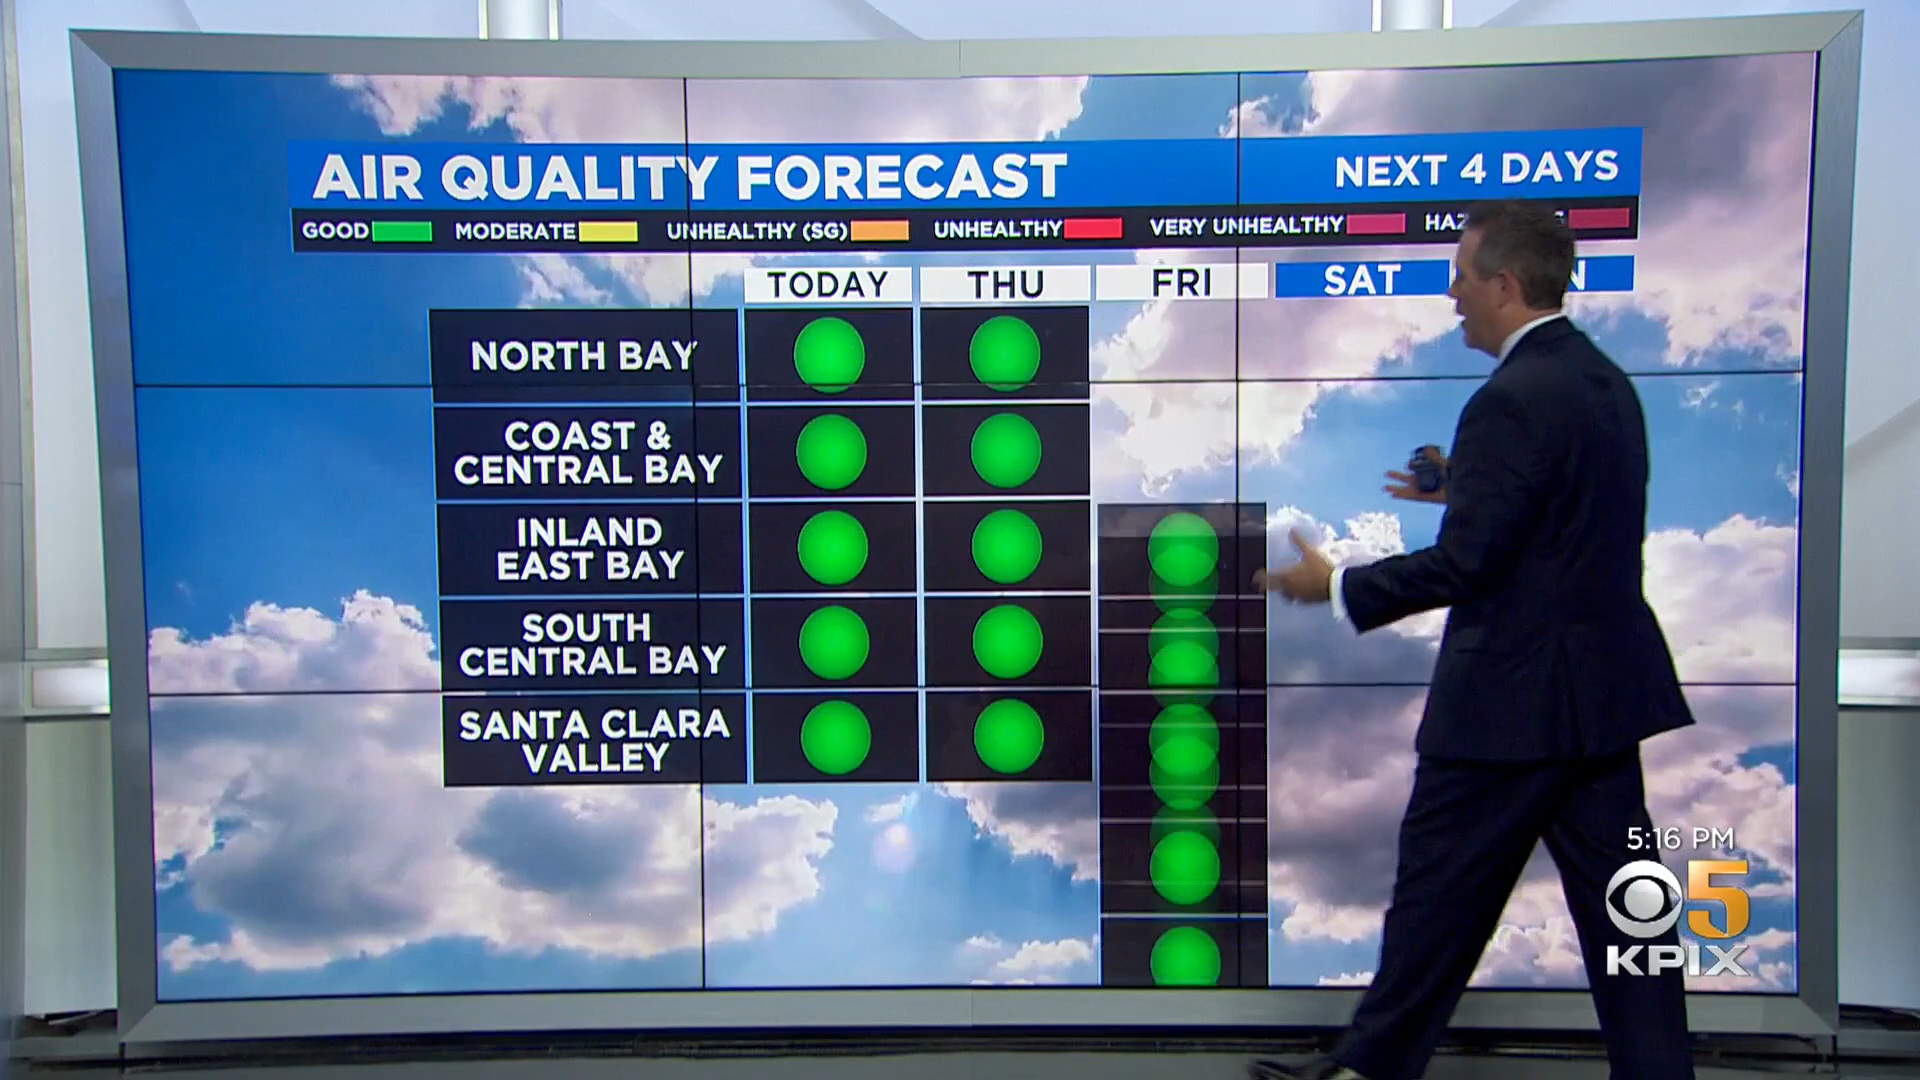 AIR QUALITY FORECAST
NEXT 4 DAYS
GOOD MODERATE UNHEALTHY (SG) UNHEALTHY VERY UNHEALTHY
TODAY THU FRI SAT
NORTH BAY
COAST &
CENTRAL BAY
INLAND
EAST BAY
SOUTH
CENTRAL BAY
SANTA CLARA
VALLEY
5:16 PM
5
KPIX